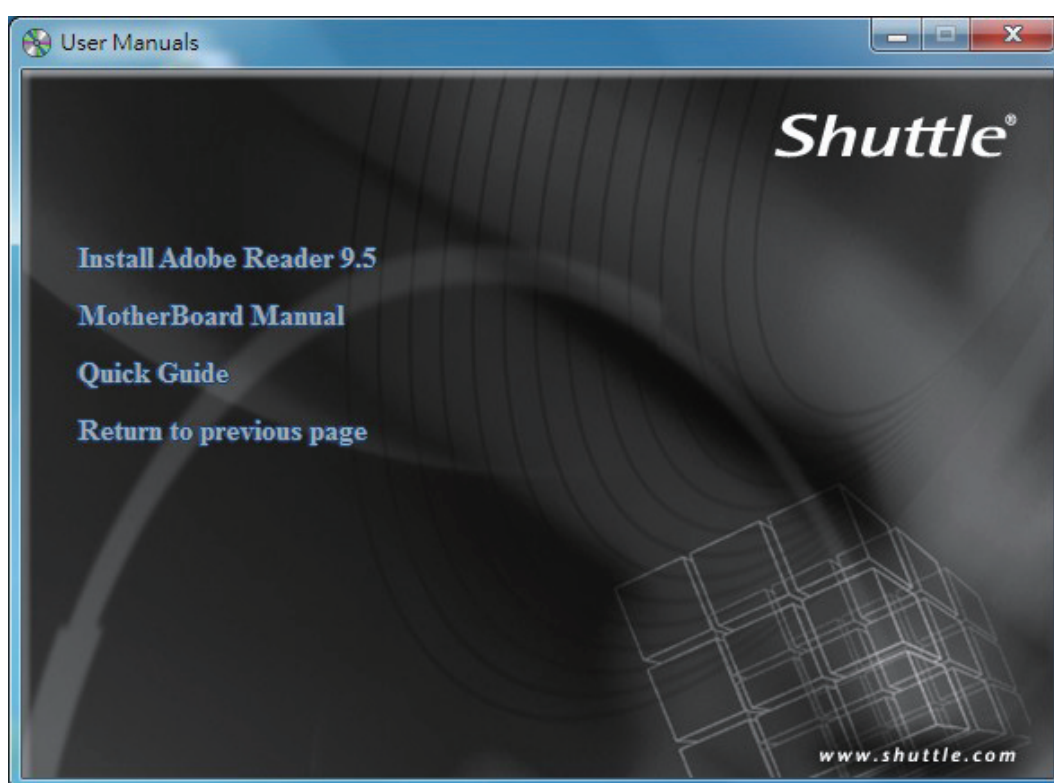 User Manuals
Shuttle®
Install Adobe Reader 9.5
MotherBoard Manual
Quick Guide
Return to previous page
www.shuttle.com